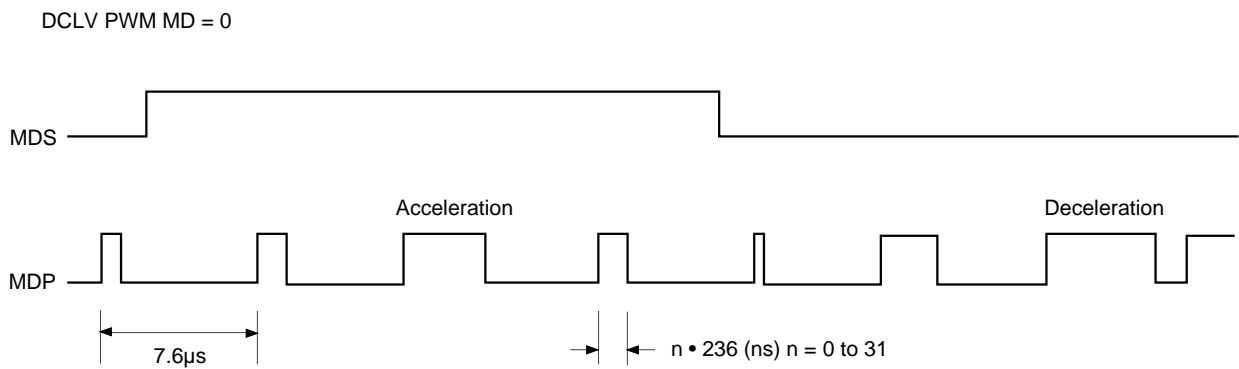 DCLV PWM MD = 0
MDS
Acceleration
Deceleration
MDP
7.6µs
n • 236 (ns) n = 0 to 31